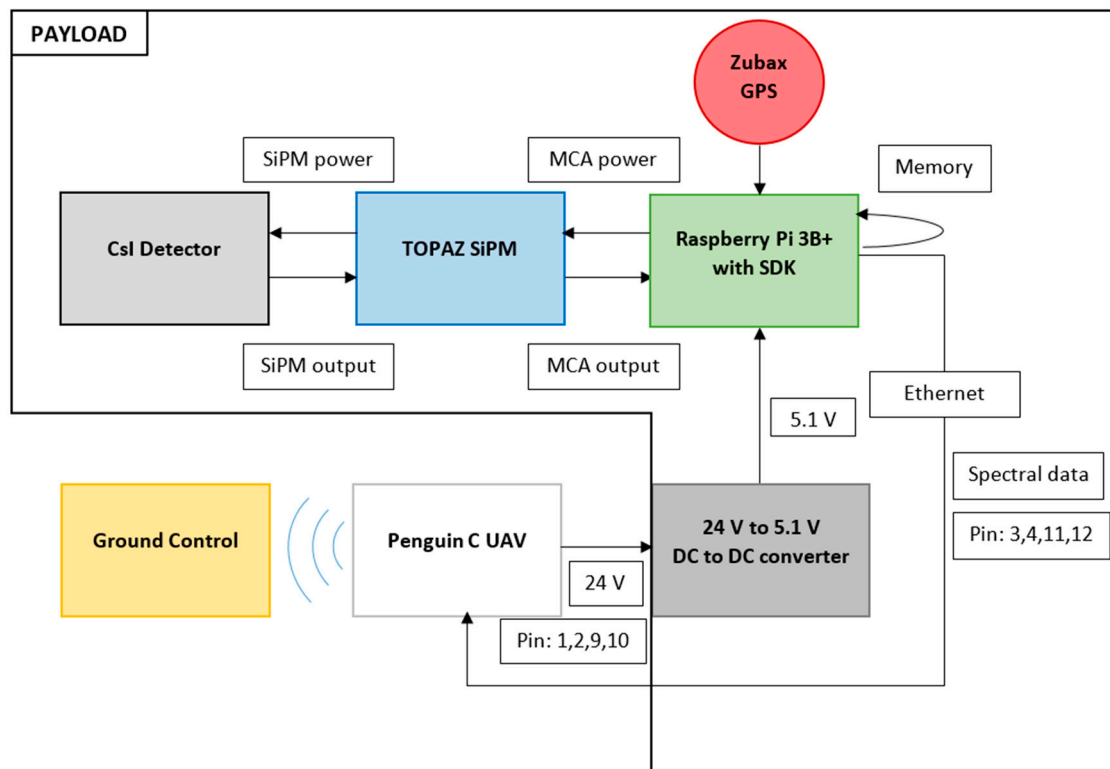 PAYLOAD
Zubax
GPS
SiPM power
MCA power
Memory
CsI Detector
TOPAZ SiPM
Raspberry Pi 3B+
with SDK
SiPM output
MCA output
Ethernet
5.1 V
Spectral data
Ground Control
Penguin C UAV
24 V to 5.1 V
DC to DC converter
Pin: 3,4,11,12
24 V
Pin: 1,2,9,10